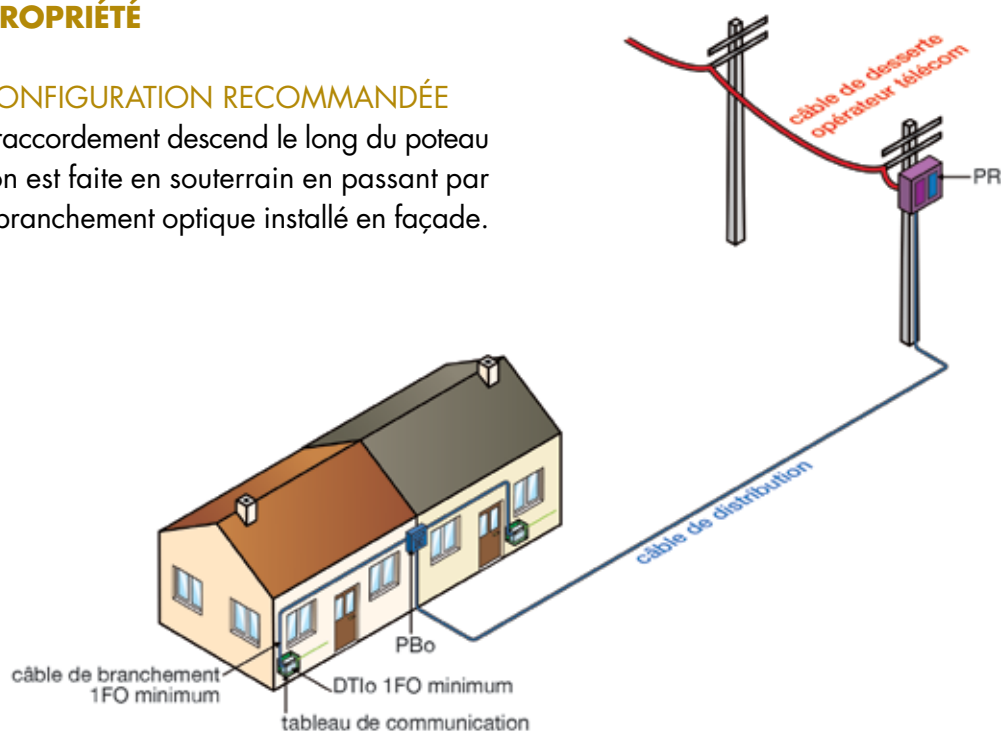 ROPRIÉTÉ
ONFIGURATION RECOMMANDÉE
raccordement descend le long du poteau
on est faite en souterrain en passant par
branchement optique installé en façade.
câble de desserte
opérateur télécom
PR
câble de distribution
PBo
câble de branchement
1FO minimum
DTIo 1FO minimum
tableau de communication